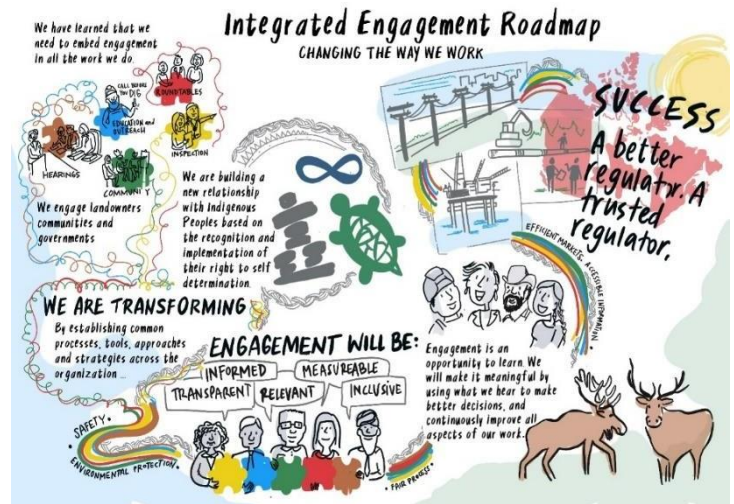 Integrated Engagement Roadmap
CHANGING THE WAY WE WORK
We have learned that we
need to embed engagement
in all the work we do.
CALL BEFORE
YOU DIG
ROUNDTABLES
EDUCATION and
OUTREACH
INSPECTION
HEARINGS
COMMUNITY
We engage landowners
communities and
governments
We are building a
new relationship
with Indigenous
Peoples based on
the recognition and
implementation of
their right to self
determination.
SUCCESS
A better
regulator. A
trusted
regulator.
EFFICIENT MARKETS. ACCESSIBLE INFORMATION
WE ARE TRANSFORMING
By establishing common
processes, tools, approaches
and strategies across the
organization
ENGAGEMENT WILL BE:
INFORMED
MEASUREABLE
TRANSPARENT
RELEVANT
INCLUSIVE
Engagement is an
opportunity to learn. We
will make it meaningful by
using what we hear to make
better decisions, and
continuously improve all
aspects of our work.
• SAFETY •
• ENVIRONMENTAL PROTECTION •
• FAIR PROCESS •